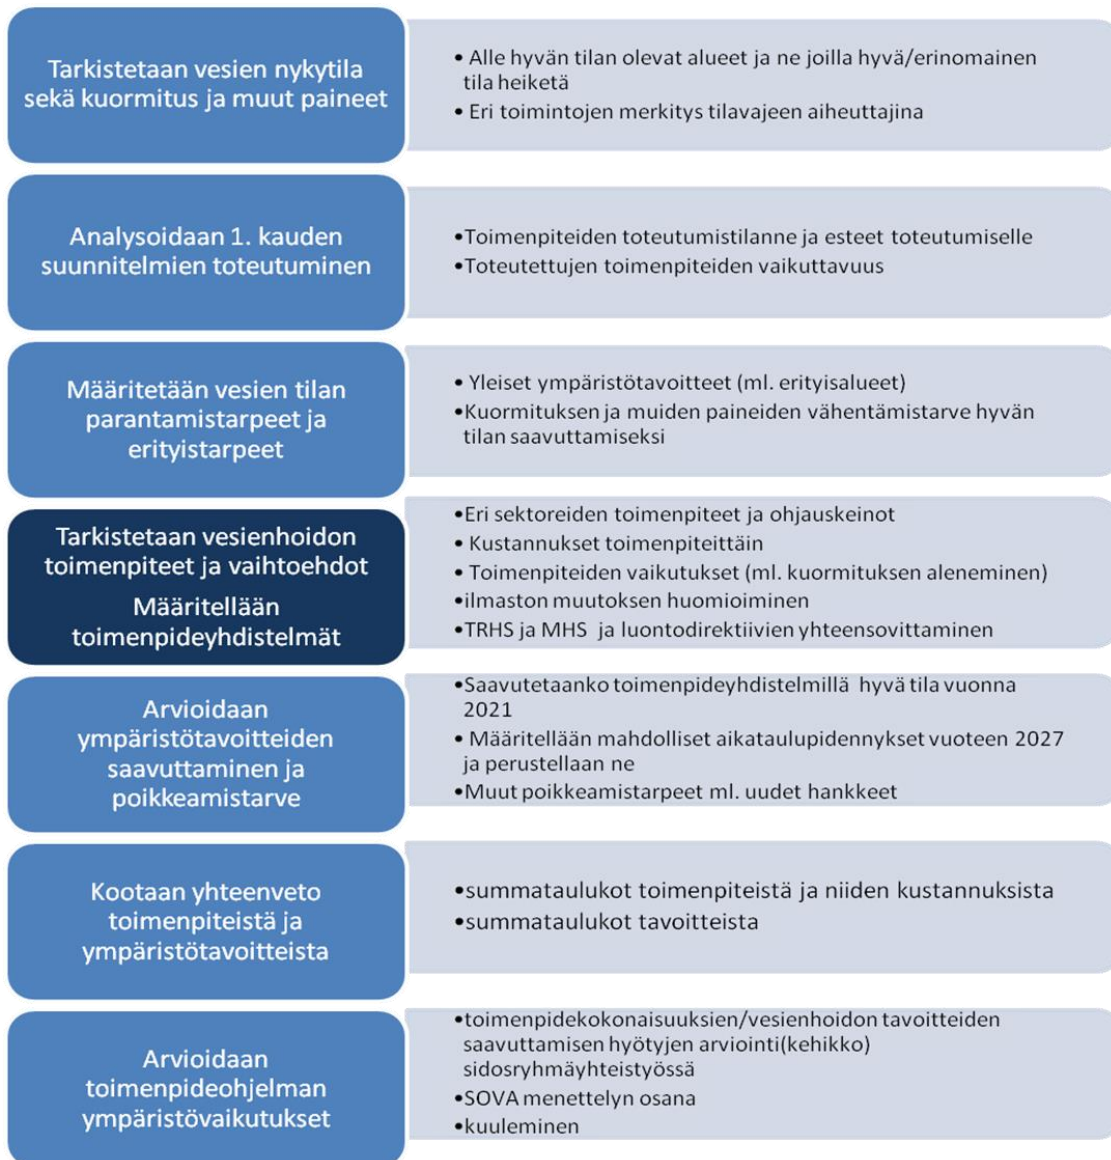 Tarkistetaan vesien nykytila
sekä kuormitus ja muut paineet
• Alle hyvän tilan olevat alueet ja ne joilla hyvä/erinomainen
tila heiketä
• Eri toimintojen merkitys tilavajeen aiheuttajina
Analysoidaan 1. kauden
suunnitelmien toteutuminen
•Toimenpiteiden toteutumistilanne ja esteet toteutumiselle
•Toteutettujen toimenpiteiden vaikuttavuus
Määritetään vesien tilan
parantamistarpeet ja
erityistarpeet
• Yleiset ympäristötavoitteet (ml. erityisalueet)
•Kuormituksen ja muiden paineiden vähentämistarve hyvän
tilan saavuttamiseksi
Tarkistetaan vesienhoidon
toimenpiteet ja vaihtoehdot
Määritellään
toimenpideyhdistelmät
•Eri sektoreiden toimenpiteet ja ohjauskeinot
• Kustannukset toimenpiteittäin
• Toimenpiteiden vaikutukset (ml. kuormituksen aleneminen)
•ilmaston muutoksen huomioiminen
•TRHS ja MHS ja luontodirektiivien yhteensovittaminen
Arvioidaan
ympäristötavoitteiden
saavuttaminen ja
poikkeamistarve
•Saavutetaanko toimenpideyhdistelmillä hyvä tila vuonna
2021
• Määritellään mahdolliset aikataulupidennykset vuoteen 2027
ja perustellaan ne
•Muut poikkeamistarpeet ml. uudet hankkeet
Kootaan yhteenveto
toimenpiteistä ja
ympäristötavoitteista
•summataulukot toimenpiteistä ja niiden kustannuksista
•summataulukot tavoitteista
Arvioidaan
toimenpideohjelman
ympäristövaikutukset
•toimenpidekokonaisuuksien/vesienhoidon tavoitteiden
saavuttamisen hyötyjen arviointi(kehikko)
sidosryhmäyhteistyössä
•SOVA menettelyn osana
•kuuleminen